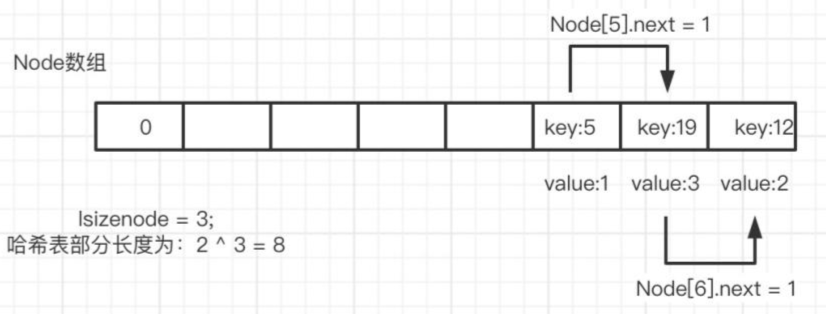 Node[5].next = 1
Node数组
0 key:5 key:19 key:12
value:1 value:3 value:2
lsizenode = 3;
哈希表部分长度为：2 ^ 3 = 8
Node[6].next = 1